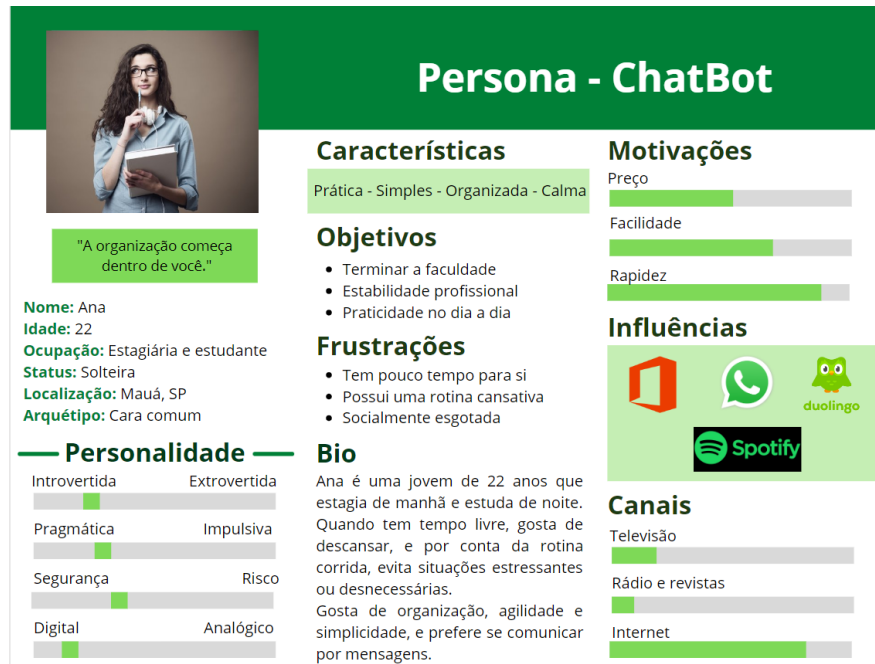 Persona - ChatBot
"A organização começa
dentro de você."
Nome: Ana
Idade: 22
Ocupação: Estagiária e estudante
Status: Solteira
Localização: Mauá, SP
Arquétipo: Cara comum
Personalidade
Introvertida Extrovertida
Pragmática Impulsiva
Segurança Risco
Digital Analógico
Características
Prática - Simples - Organizada - Calma
Objetivos
Terminar a faculdade
Estabilidade profissional
Praticidade no dia a dia
Frustrações
Tem pouco tempo para si
Possui uma rotina cansativa
Socialmente esgotada
Bio
Ana é uma jovem de 22 anos que
estagia de manhã e estuda de noite.
Quando tem tempo livre, gosta de
descansar, e por conta da rotina
corrida, evita situações estressantes
ou desnecessárias.
Gosta de organização, agilidade e
simplicidade, e prefere se comunicar
por mensagens.
Motivações
Preço
Facilidade
Rapidez
Influências
duolingo
Spotify
Canais
Televisão
Rádio e revistas
Internet